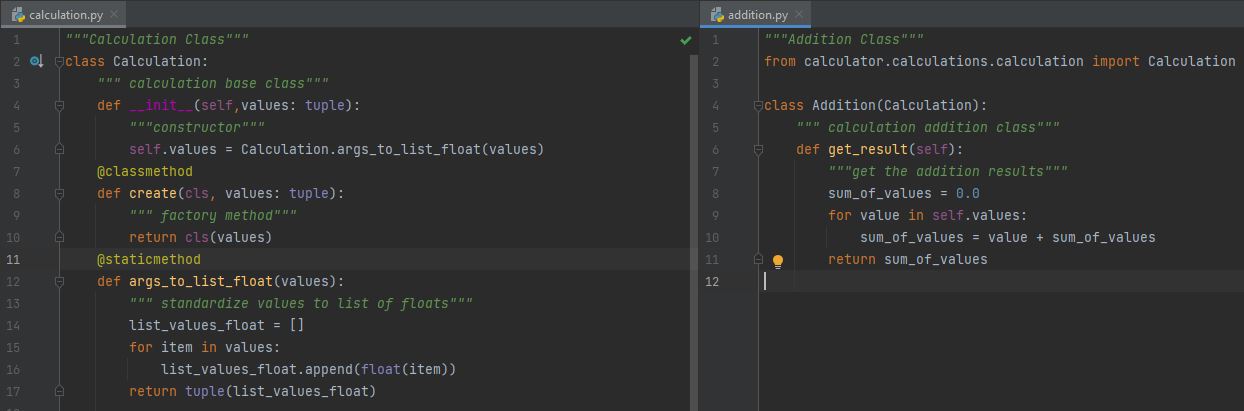 calculation.py
1 """Calculation Class"""
2 class Calculation:
3     """ calculation base class"""
4     def __init__(self,values: tuple):
5         """constructor"""
6         self.values = Calculation.args_to_list_float(values)
7     @classmethod
8     def create(cls, values: tuple):
9         """ factory method"""
10         return cls(values)
11     @staticmethod
12     def args_to_list_float(values):
13         """ standardize values to list of floats"""
14         list_values_float = []
15         for item in values:
16             list_values_float.append(float(item))
17         return tuple(list_values_float)
addition.py
1 """Addition Class"""
2 from calculator.calculations.calculation import Calculation
3
4 class Addition(Calculation):
5     """ calculation addition class"""
6     def get_result(self):
7         """get the addition results"""
8         sum_of_values = 0.0
9         for value in self.values:
10             sum_of_values = value + sum_of_values
11         return sum_of_values
12